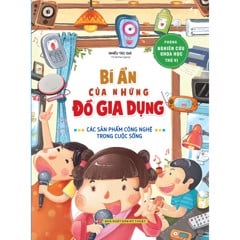 NHIỀU TÁC GIẢ
PHÒNG
NGHIÊN CỨU
KHOA HỌC
THÚ VỊ
BÍ ẨN
CỦA NHỮNG
ĐỒ GIA DỤNG
CÁC SẢN PHẨM CÔNG NGHỆ
TRONG CUỘC SỐNG